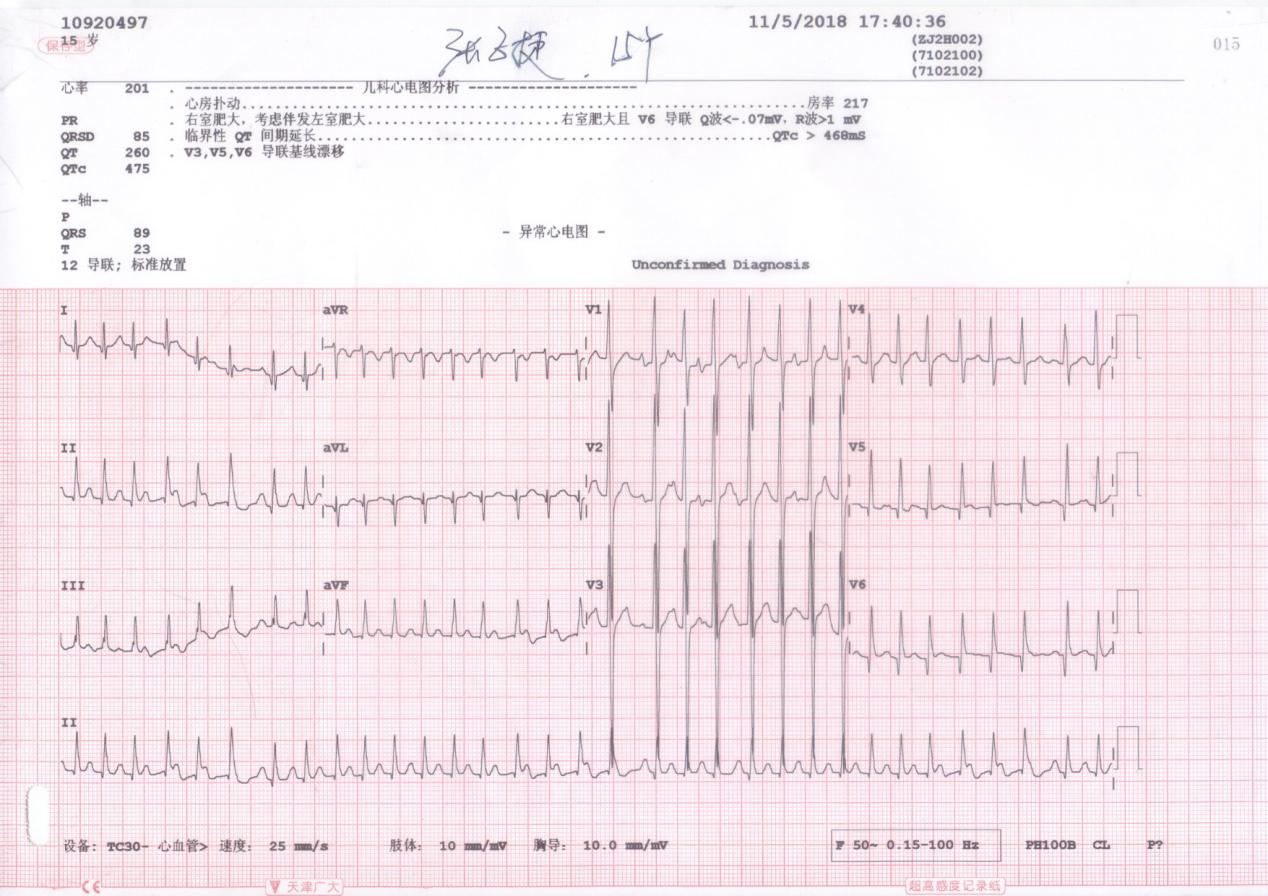 10920497
11/5/2018 17:40:36
15 岁
(ZJ2H002)
(7102100)
(7102102)
015
15岁
心率 201 . -------------------- 儿科心电图分析 --------------------
. 心房扑动................................................................房率 217
PR . 右室肥大，考虑伴发左室肥大.......................右室肥大且 V6 导联 Q波<-.07mV，R波>1 mV
QRSD 85 . 临界性 QT 间期延长......................................................QTc > 468mS
QT 260 . V3,V5,V6 导联基线漂移
QTc 475
--轴--
P
QRS 89
- 异常心电图 -
T 23
12 导联; 标准放置
Unconfirmed Diagnosis
I aVR V1 V4
II aVL V2 V5
III aVF V3 V6
II
设备: TC30- 心血管> 速度: 25 mm/s 肢体: 10 mm/mV 胸导: 10.0 mm/mV F 50~ 0.15-100 Hz PH100B CL P?
CE 天津广大 超高感度记录纸